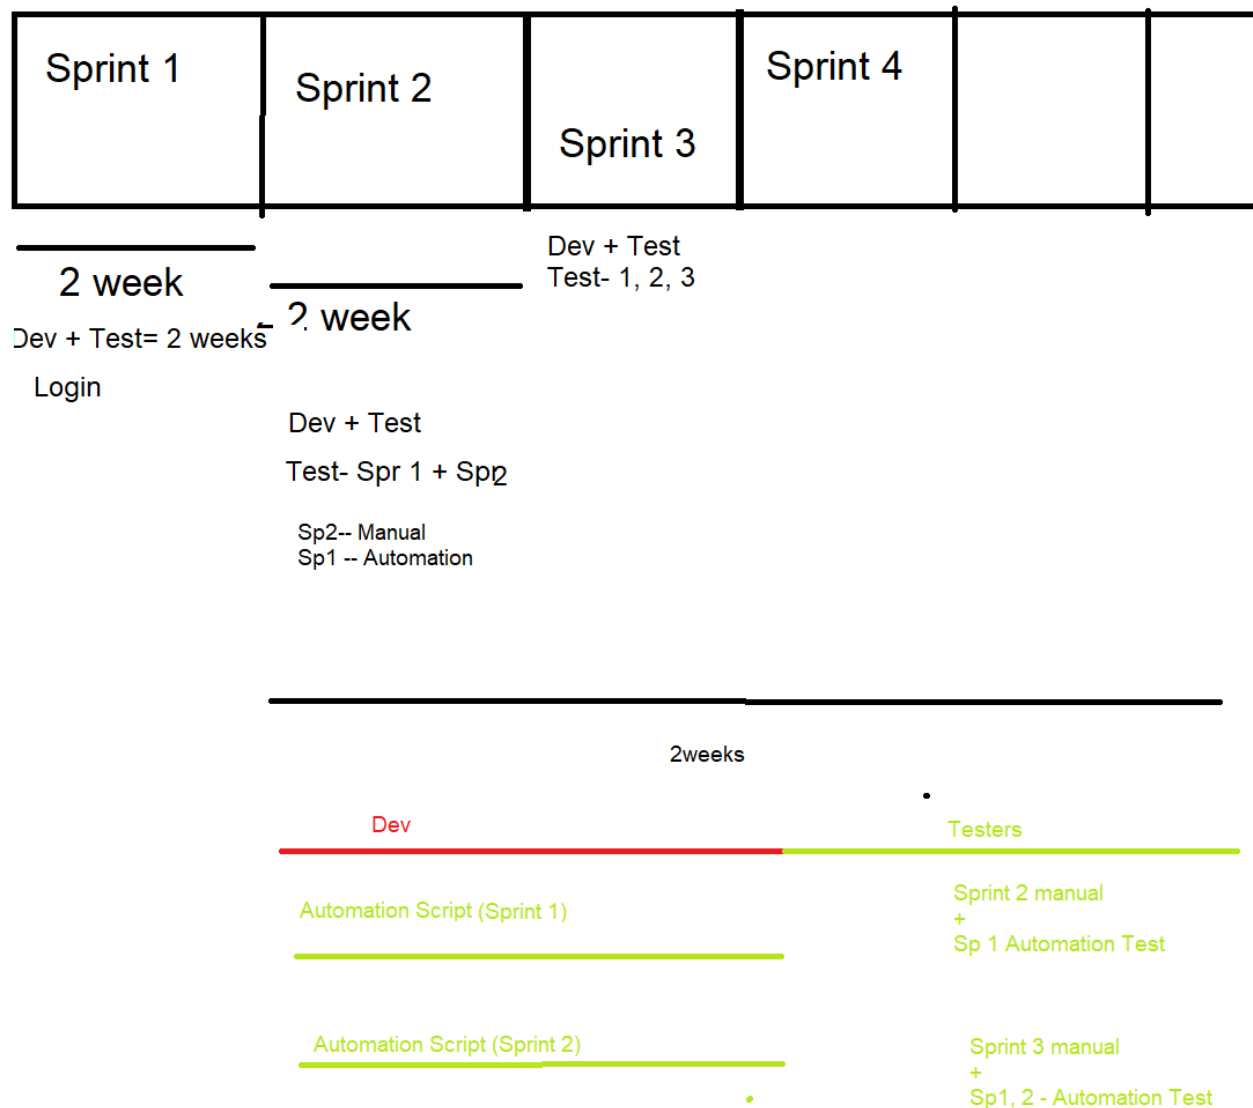 Sprint 1
Sprint 2
Sprint 3
Sprint 4
2 week
Dev + Test= 2 weeks
Login
2 week
Dev + Test
Test- Spr 1 + Spr2
Sp2-- Manual
Sp1 -- Automation
Dev + Test
Test- 1, 2, 3
2weeks
Dev
Testers
Automation Script (Sprint 1)
Sprint 2 manual
+
Sp 1 Automation Test
Automation Script (Sprint 2)
Sprint 3 manual
+
Sp1, 2 - Automation Test